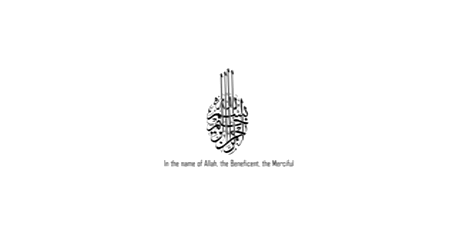 بسم الله الرحمن الرحيم
In the name of Allah, the Beneficent, the Merciful